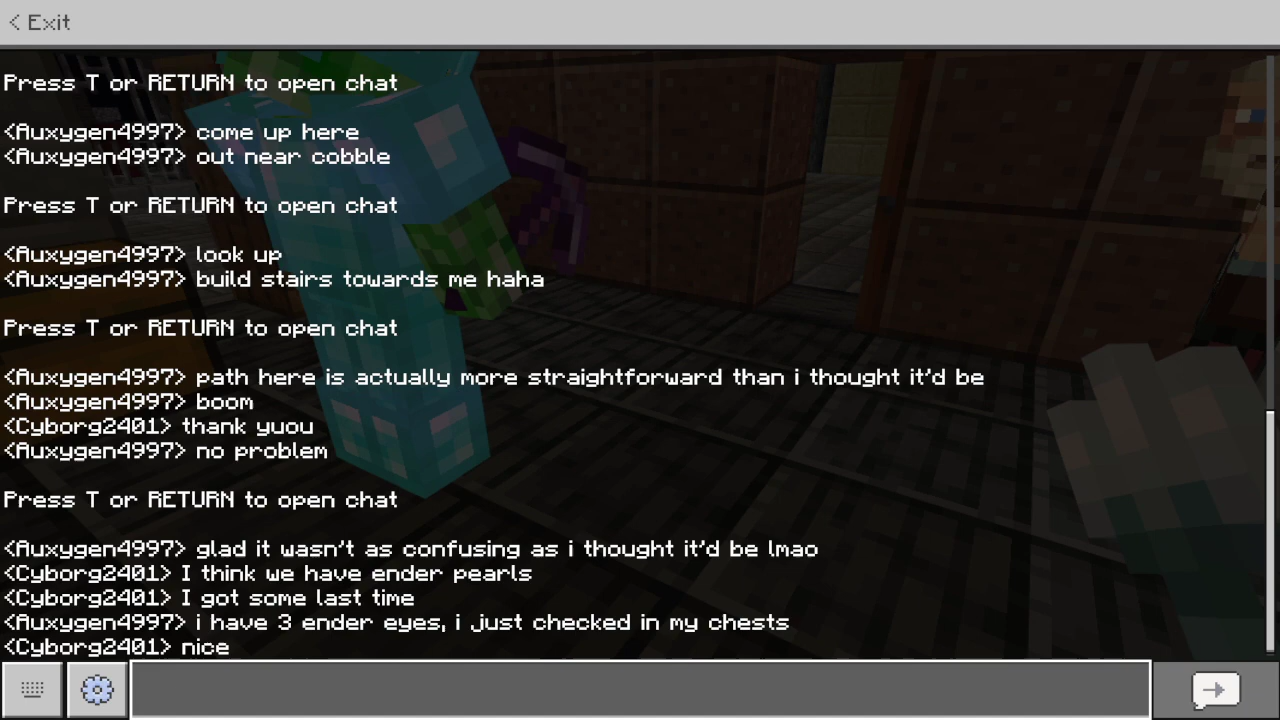 < Exit
Press T or RETURN to open chat
<Auxygen4997> come up here
<Auxygen4997> out near cobble
Press T or RETURN to open chat
<Auxygen4997> look up
<Auxygen4997> build stairs towards me haha
Press T or RETURN to open chat
<Auxygen4997> path here is actually more straightforward than i thought it'd be
<Auxygen4997> boom
<Cyborg2401> thank yuou
<Auxygen4997> no problem
Press T or RETURN to open chat
<Auxygen4997> glad it wasn't as confusing as i thought it'd be lmao
<Cyborg2401> I think we have ender pearls
<Cyborg2401> I got some last time
<Auxygen4997> i have 3 ender eyes, i just checked in my chests
<Cyborg2401> nice